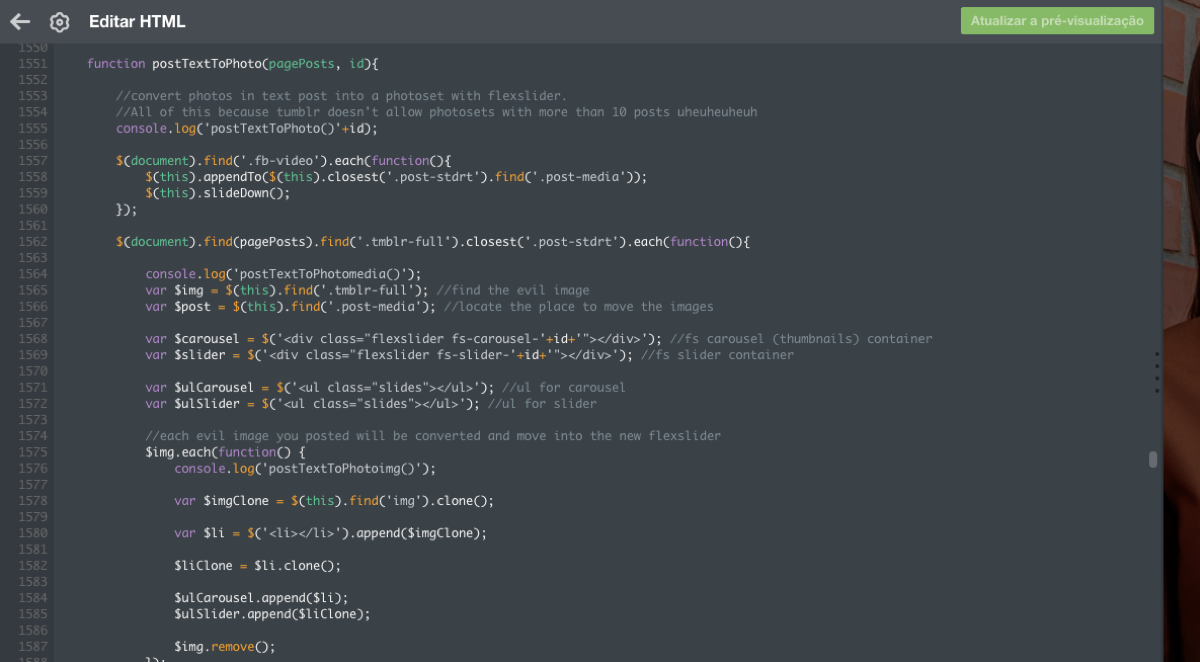 Editar HTML
Atualizar a pré-visualização
1550
1551 function postTextToPhoto(pagePosts, id){
1552
1553 //convert photos in text post into a photoset with flexslider.
1554 //All of this because tumblr doesn't allow photosets with more than 10 posts uheuheuheuh
1555 console.log('postTextToPhoto()'+id);
1556
1557 $(document).find('.fb-video').each(function(){
1558 $(this).appendTo($(this).closest('.post-stdrt').find('.post-media'));
1559 $(this).slideDown();
1560 });
1561
1562 $(document).find(pagePosts).find('.tmblr-full').closest('.post-stdrt').each(function(){
1563
1564 console.log('postTextToPhotomedia()');
1565 var $img = $(this).find('.tmblr-full'); //find the evil image
1566 var $post = $(this).find('.post-media'); //locate the place to move the images
1567
1568 var $carousel = $('<div class="flexslider fs-carousel-'+id+'"></div>'); //fs carousel (thumbnails) container
1569 var $slider = $('<div class="flexslider fs-slider-'+id+'"></div>'); //fs slider container
1570
1571 var $ulCarousel = $('<ul class="slides"></ul>'); //ul for carousel
1572 var $ulSlider = $('<ul class="slides"></ul>'); //ul for slider
1573
1574 //each evil image you posted will be converted and move into the new flexslider
1575 $img.each(function() {
1576 console.log('postTextToPhotoimg()');
1577
1578 var $imgClone = $(this).find('img').clone();
1579
1580 var $li = $('<li></li>').append($imgClone);
1581
1582 $liClone = $li.clone();
1583
1584 $ulCarousel.append($li);
1585 $ulSlider.append($liClone);
1586
1587 $img.remove();
1588 });